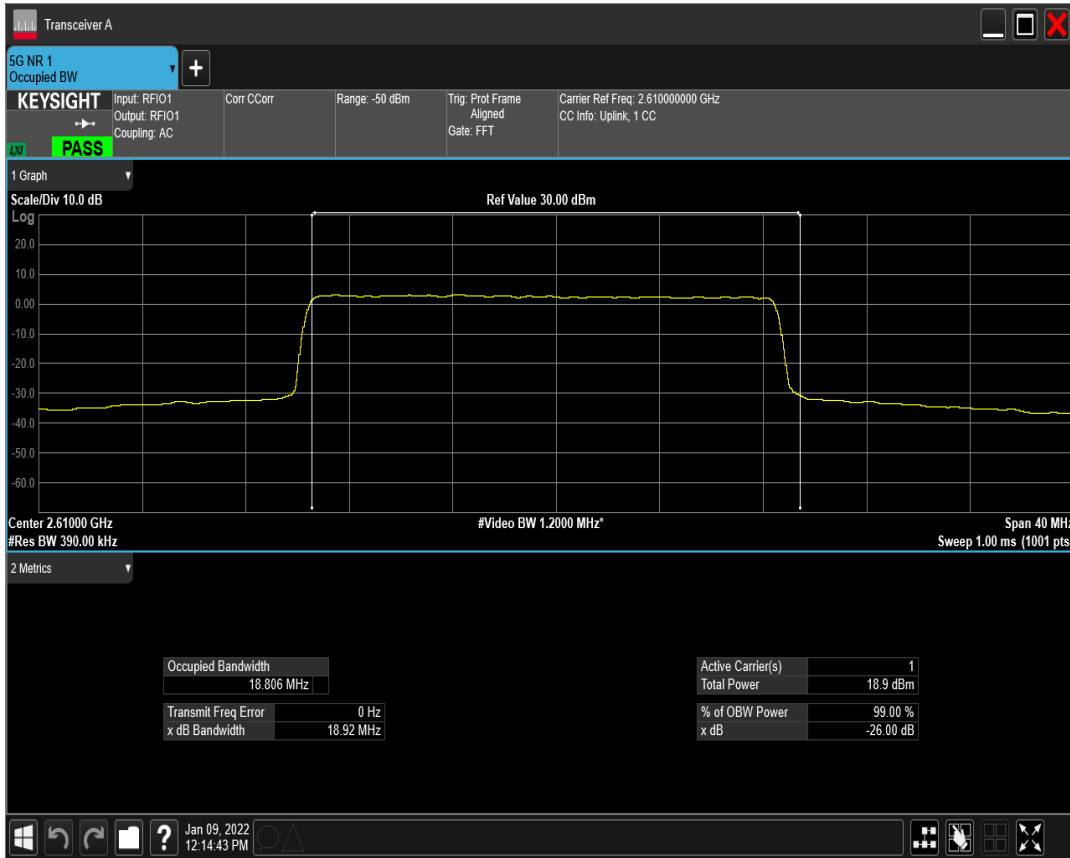 Transceiver A
5G NR 1
Occupied BW
KEYSIGHT
LXI
PASS
Input: RFIO1
Output: RFIO1
Coupling: AC
Corr CCorr
Range: -50 dBm
Trig: Prot Frame
Aligned
Gate: FFT
Carrier Ref Freq: 2.610000000 GHz
CC Info: Uplink, 1 CC
1 Graph
Scale/Div 10.0 dB
Ref Value 30.00 dBm
Log
20.0
10.0
0.00
-10.0
-20.0
-30.0
-40.0
-50.0
-60.0
Center 2.61000 GHz
#Video BW 1.2000 MHz*
Span 40 MHz
#Res BW 390.00 kHz
Sweep 1.00 ms (1001 pts
2 Metrics
Occupied Bandwidth
18.806 MHz
Transmit Freq Error 0 Hz
x dB Bandwidth 18.92 MHz
Active Carrier(s) 1
Total Power 18.9 dBm
% of OBW Power 99.00 %
x dB -26.00 dB
?
Jan 09, 2022
12:14:43 PM